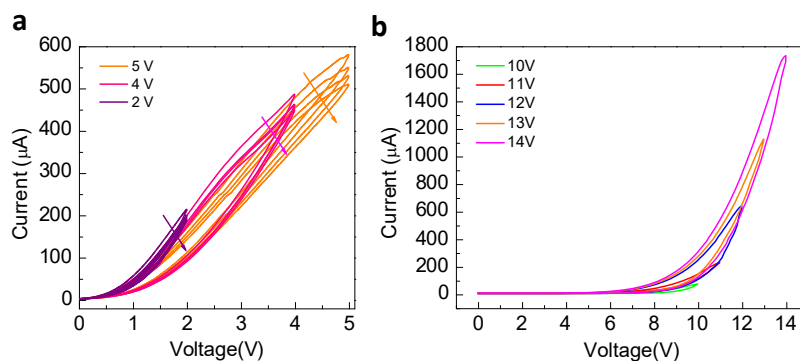 a
600
500
400
300
200
100
0
Current (μA)
5 V
4 V
2 V
0 1 2 3 4 5
Voltage(V)
b
1800
1600
1400
1200
1000
800
600
400
200
0
Current (μA)
10V
11V
12V
13V
14V
0 2 4 6 8 10 12 14
Voltage(V)